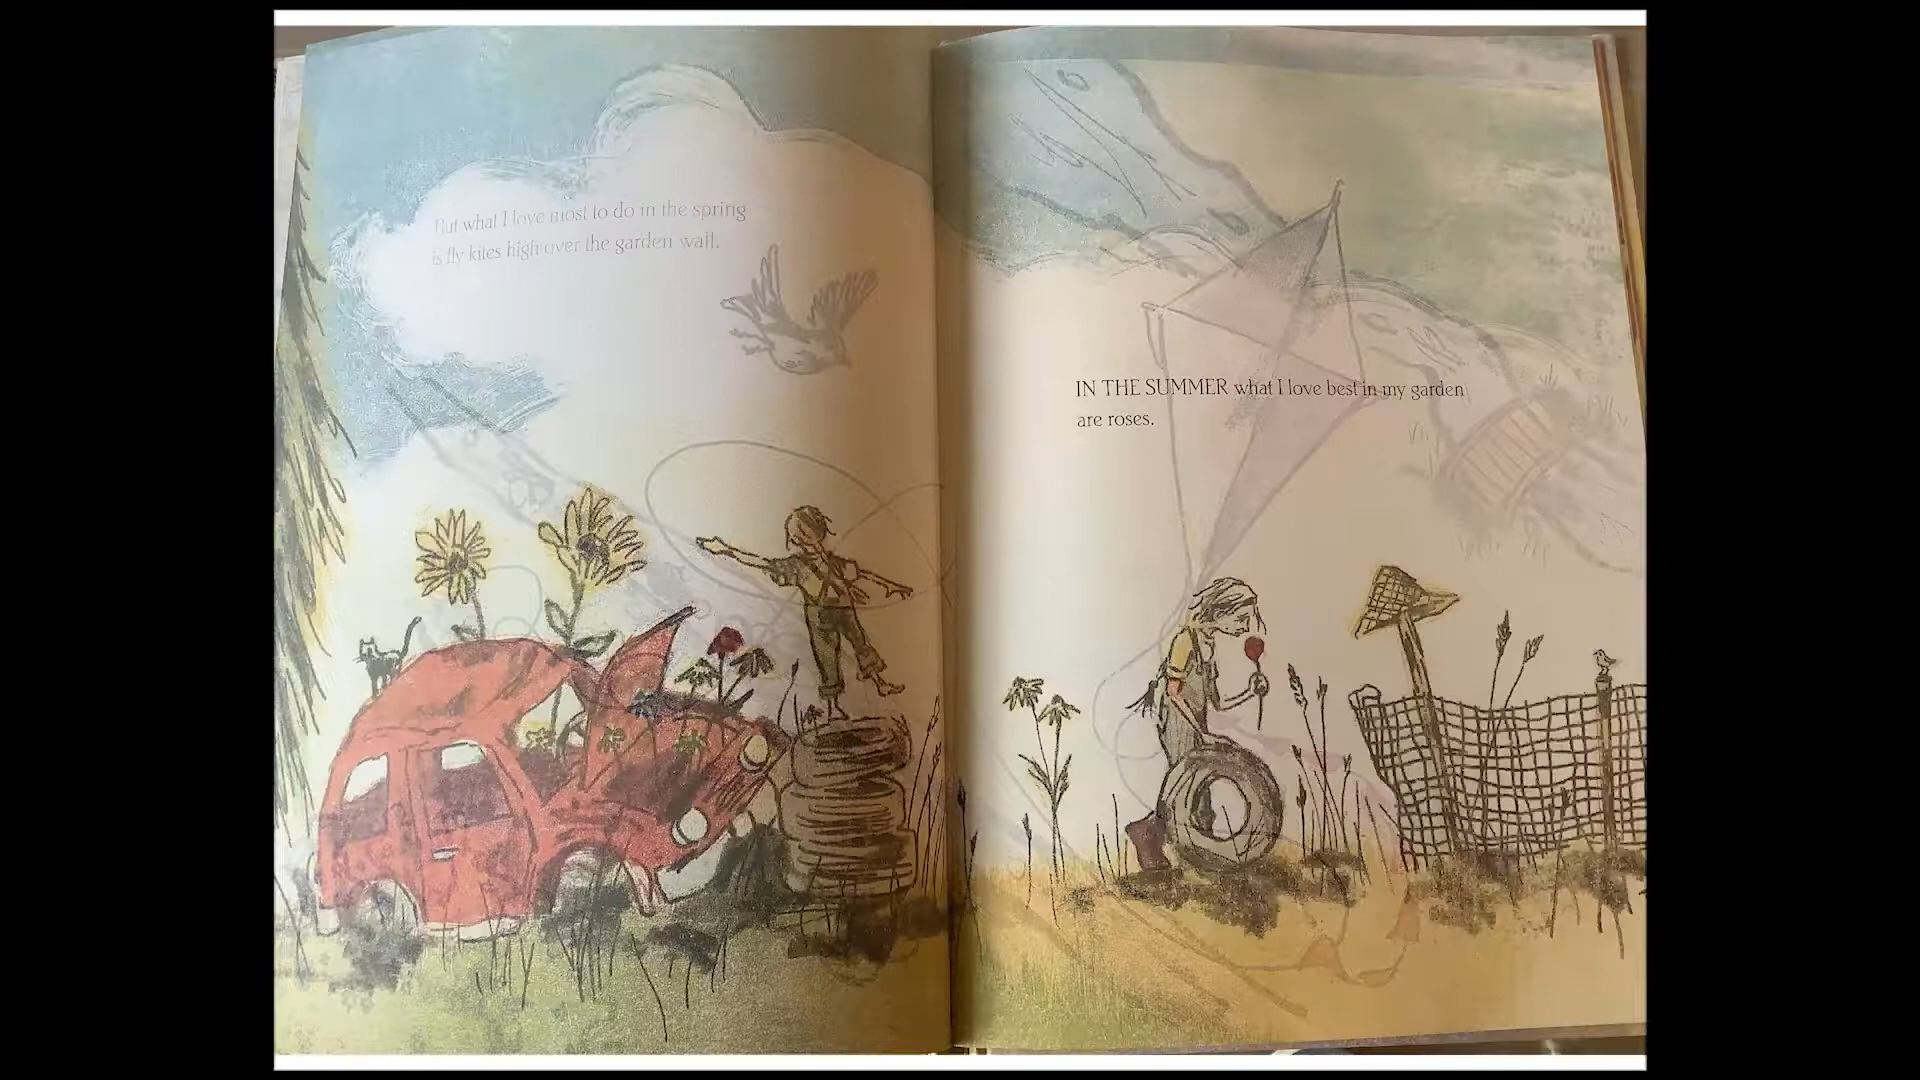 But what I love most to do in the spring
is fly kites high over the garden wall.
IN THE SUMMER what I love best in my garden
are roses.